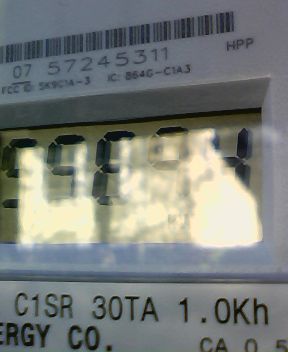 HPP
07 57245311
FCC ID: SK9C1A-3 IC: 864G-C1A3
C1SR 30TA 1.0Kh
ERGY CO. CA 0.5